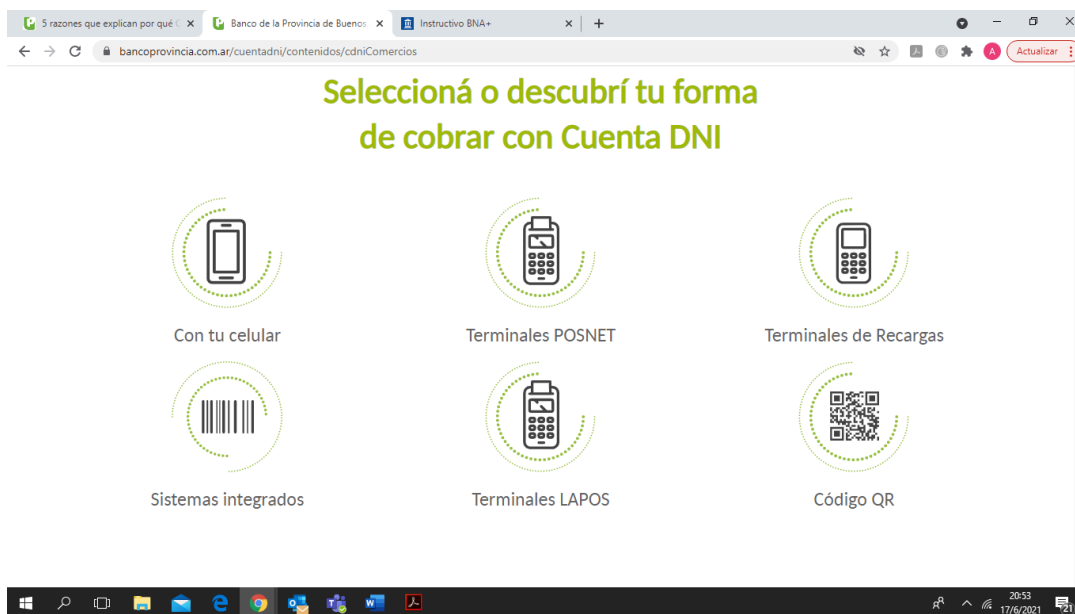 5 razones que explican por qué C
Banco de la Provincia de Buenos
Instructivo BNA+
bancoprovincia.com.ar/cuentadni/contenidos/cdniComercios
A
Actualizar
Seleccioná o descubrí tu forma
de cobrar con Cuenta DNI
Con tu celular
Terminales POSNET
Terminales de Recargas
Sistemas integrados
Terminales LAPOS
Código QR
20:53
17/6/2021
21